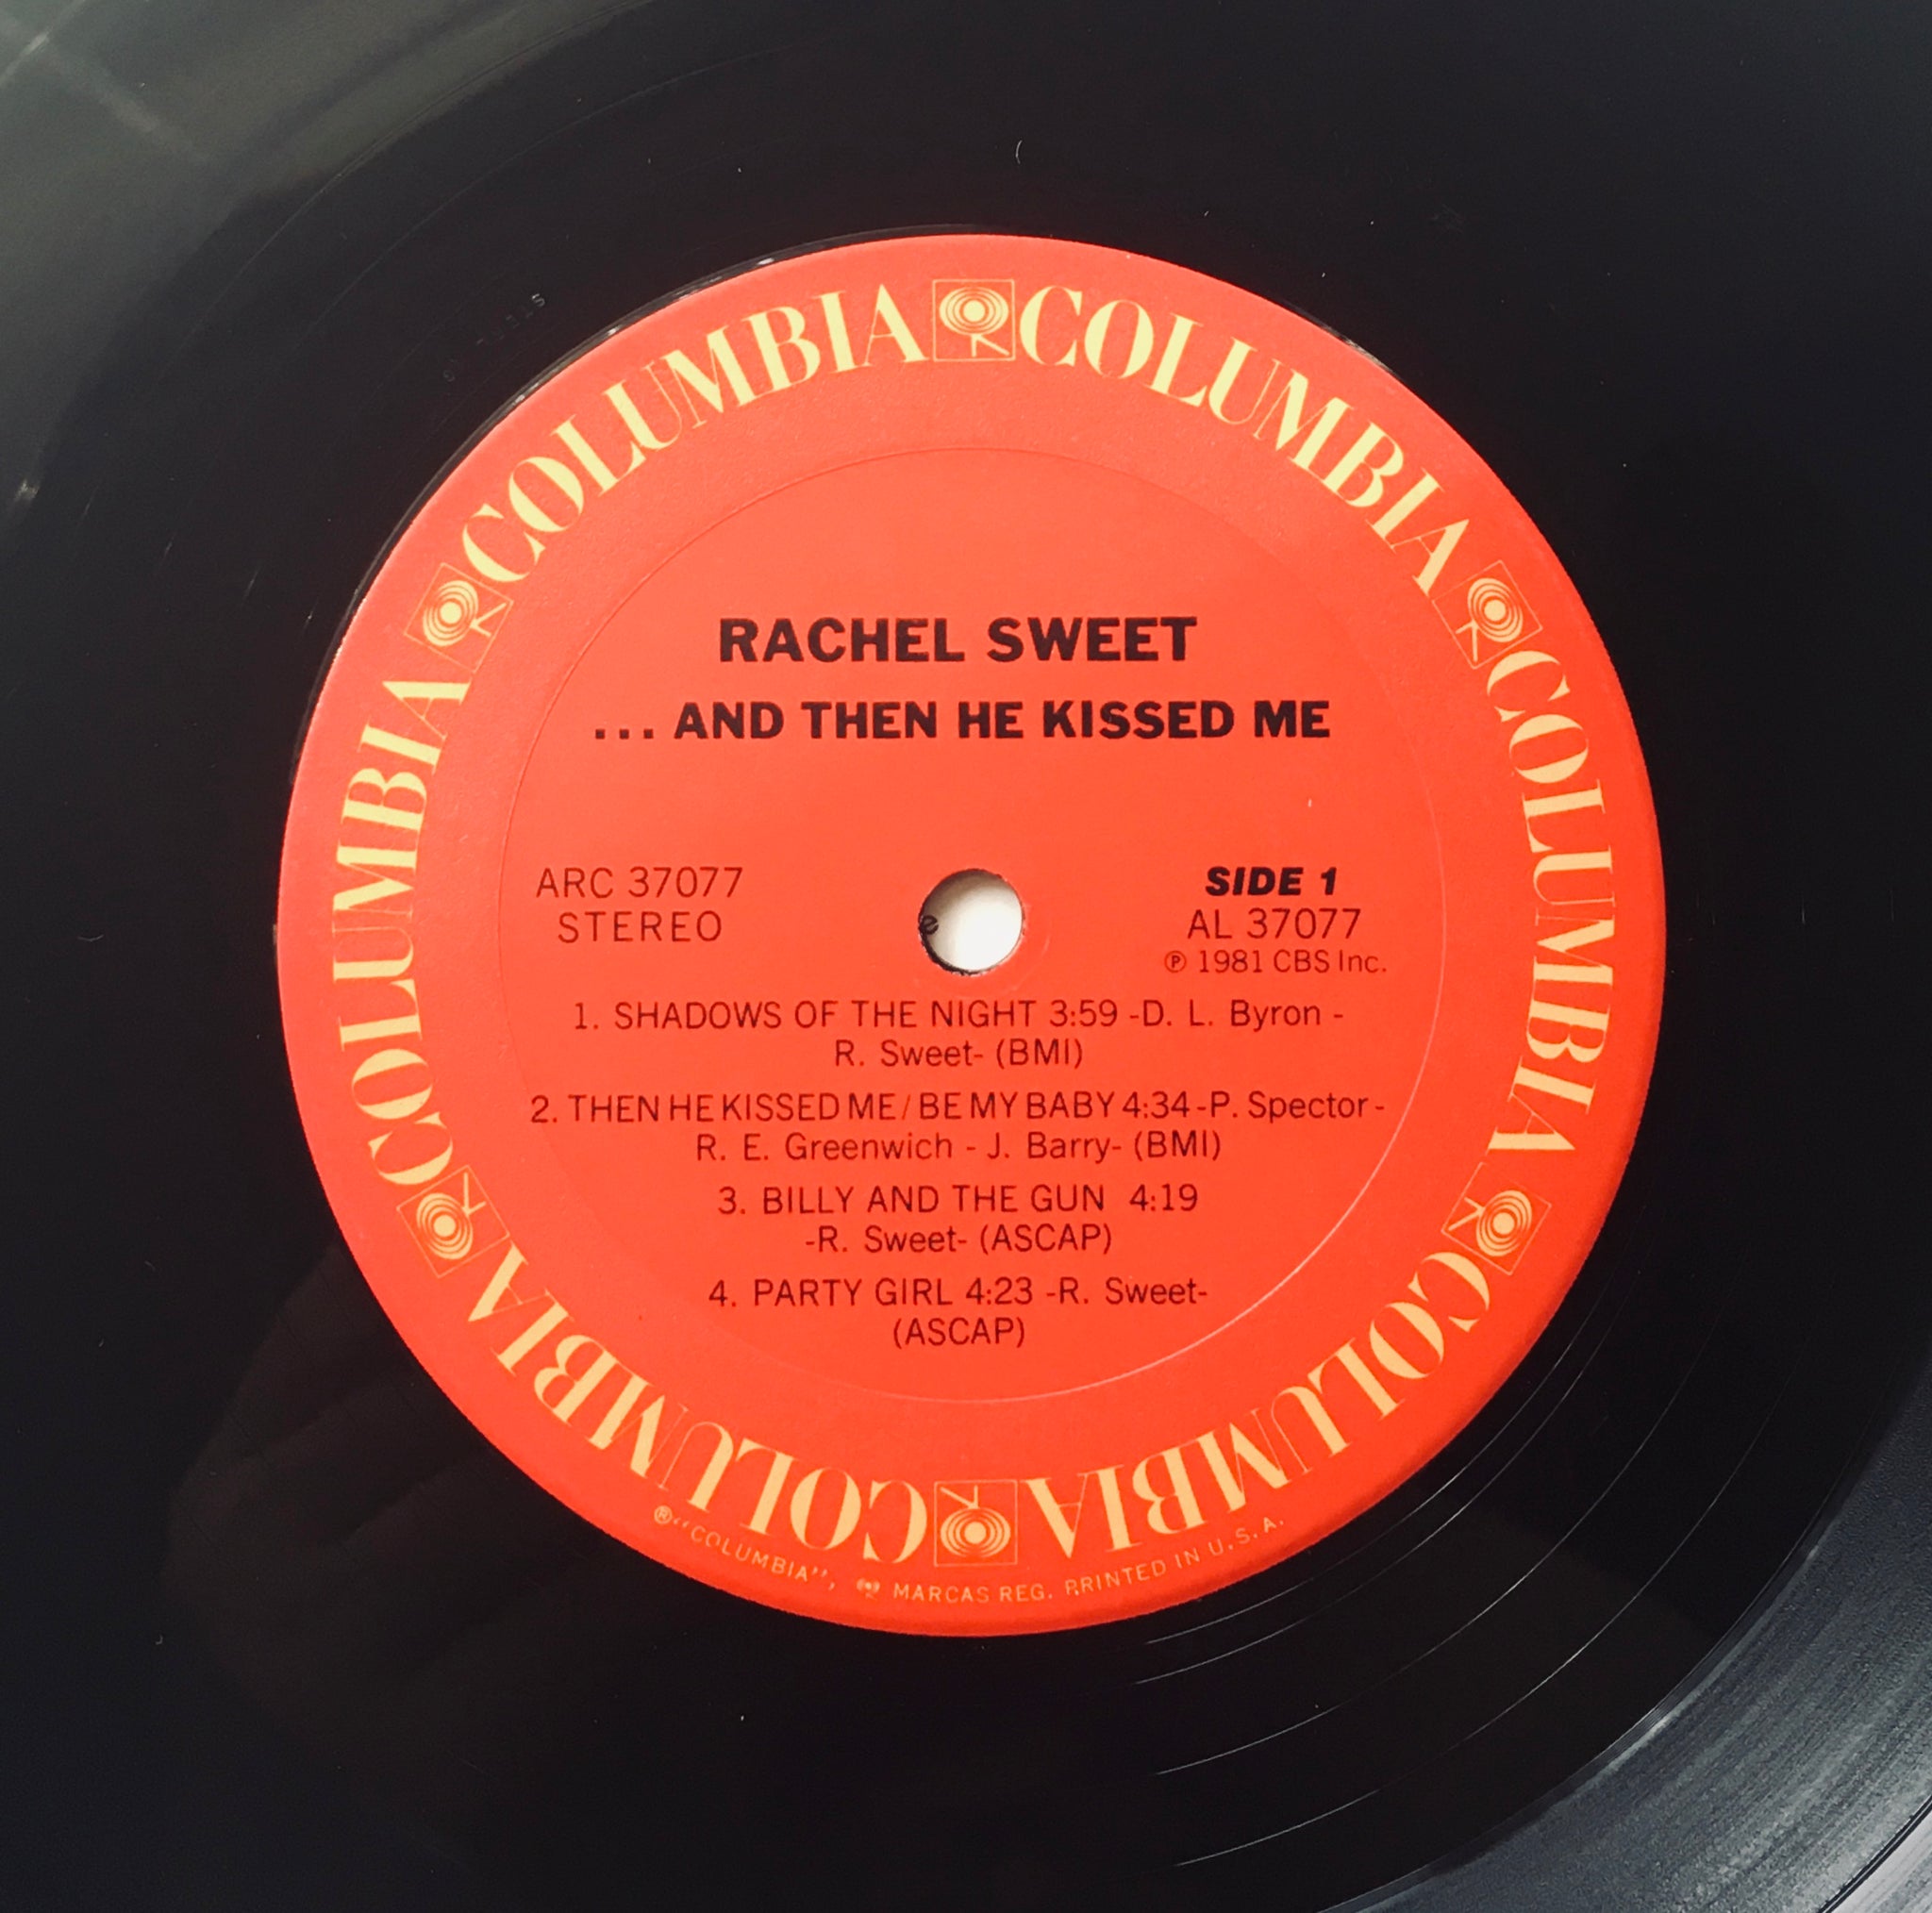 COLUMBIA COLUMBIA COLUMBIA COLUMBIA COLUMBIA COLUMBIA
RACHEL SWEET
... AND THEN HE KISSED ME
ARC 37077
STEREO
SIDE 1
AL 37077
℗ 1981 CBS Inc.
1. SHADOWS OF THE NIGHT 3:59 -D. L. Byron -
R. Sweet- (BMI)
2. THEN HE KISSED ME/BE MY BABY 4:34 -P. Spector -
R. E. Greenwich - J. Barry- (BMI)
3. BILLY AND THE GUN 4:19
-R. Sweet- (ASCAP)
4. PARTY GIRL 4:23 -R. Sweet-
(ASCAP)
®"COLUMBIA", MARCAS REG. PRINTED IN U.S.A.